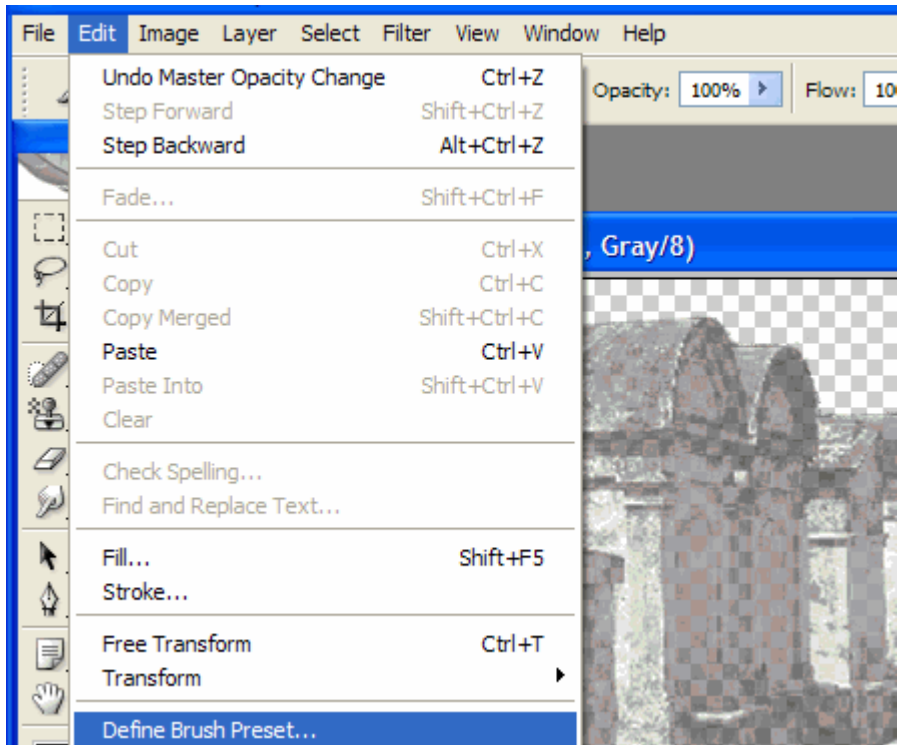 File Edit Image Layer Select Filter View Window Help
Undo Master Opacity Change Ctrl+Z
Opacity: 100% Flow: 10
Step Forward Shift+Ctrl+Z
Step Backward Alt+Ctrl+Z
Fade... Shift+Ctrl+F
Cut Ctrl+X
, Gray/8)
Copy Ctrl+C
Copy Merged Shift+Ctrl+C
Paste Ctrl+V
Paste Into Shift+Ctrl+V
Clear
Check Spelling...
Find and Replace Text...
Fill... Shift+F5
Stroke...
Free Transform Ctrl+T
Transform
Define Brush Preset...